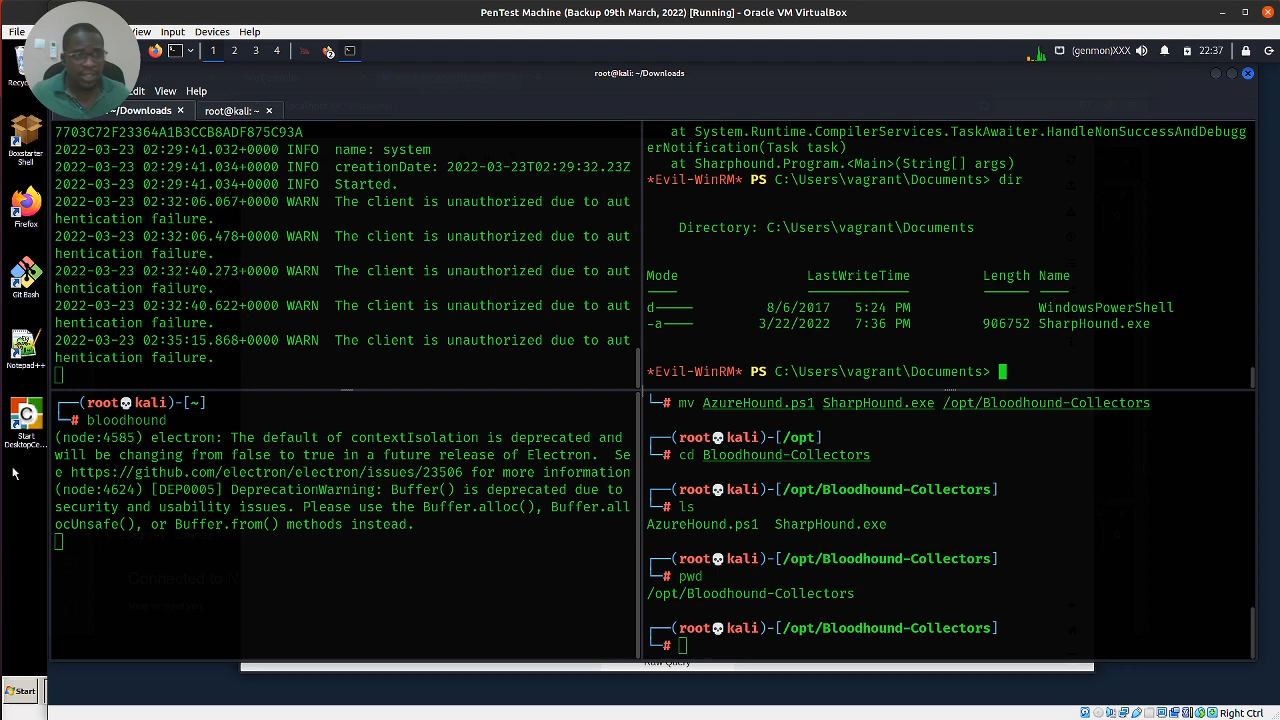 PenTest Machine (Backup 09th March, 2022) [Running] - Oracle VM VirtualBox
File
View Input Devices Help
1 2 3 4
(genmon)XXX 22:37
root@kali: ~/Downloads
Edit View Help
~/Downloads × root@kali: ~ ×
7703C72F23364A1B3CCB8ADF875C93A
2022-03-23 02:29:41.032+0000 INFO name: system
2022-03-23 02:29:41.034+0000 INFO creationDate: 2022-03-23T02:29:32.23Z
2022-03-23 02:29:41.034+0000 INFO Started.
2022-03-23 02:32:06.067+0000 WARN The client is unauthorized due to aut
hentication failure.
2022-03-23 02:32:06.478+0000 WARN The client is unauthorized due to aut
hentication failure.
2022-03-23 02:32:40.273+0000 WARN The client is unauthorized due to aut
hentication failure.
2022-03-23 02:32:40.622+0000 WARN The client is unauthorized due to aut
hentication failure.
2022-03-23 02:35:15.868+0000 WARN The client is unauthorized due to aut
hentication failure.
at System.Runtime.CompilerServices.TaskAwaiter.HandleNonSuccessAndDebugg
erNotification(Task task)
at Sharphound.Program.<Main>(String[] args)
*Evil-WinRM* PS C:\Users\vagrant\Documents> dir
Directory: C:\Users\vagrant\Documents
Mode LastWriteTime Length Name
d----- 8/6/2017 5:24 PM WindowsPowerShell
-a---- 3/22/2022 7:36 PM 906752 SharpHound.exe
*Evil-WinRM* PS C:\Users\vagrant\Documents>
┌──(root💀kali)-[~]
└─# bloodhound
(node:4585) electron: The default of contextIsolation is deprecated and
will be changing from false to true in a future release of Electron. Se
e https://github.com/electron/electron/issues/23506 for more information
(node:4624) [DEP0005] DeprecationWarning: Buffer() is deprecated due to
security and usability issues. Please use the Buffer.alloc(), Buffer.all
ocUnsafe(), or Buffer.from() methods instead.
└─# mv AzureHound.ps1 SharpHound.exe /opt/Bloodhound-Collectors
┌──(root💀kali)-[/opt]
└─# cd Bloodhound-Collectors
┌──(root💀kali)-[/opt/Bloodhound-Collectors]
└─# ls
AzureHound.ps1 SharpHound.exe
┌──(root💀kali)-[/opt/Bloodhound-Collectors]
└─# pwd
/opt/Bloodhound-Collectors
┌──(root💀kali)-[/opt/Bloodhound-Collectors]
└─#
Boxstarter
Shell
Firefox
Git Bash
Notepad++
Start
DesktopCe...
Start
Connected to N
Raw Query
Right Ctrl